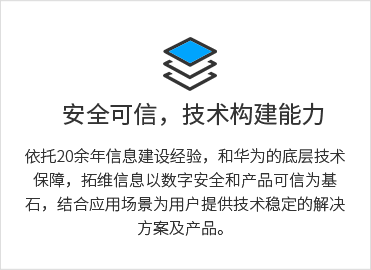 安全可信，技术构建能力
依托20余年信息建设经验，和华为的底层技术
保障，拓维信息以数字安全和产品可信为基
石，结合应用场景为用户提供技术稳定的解决
方案及产品。